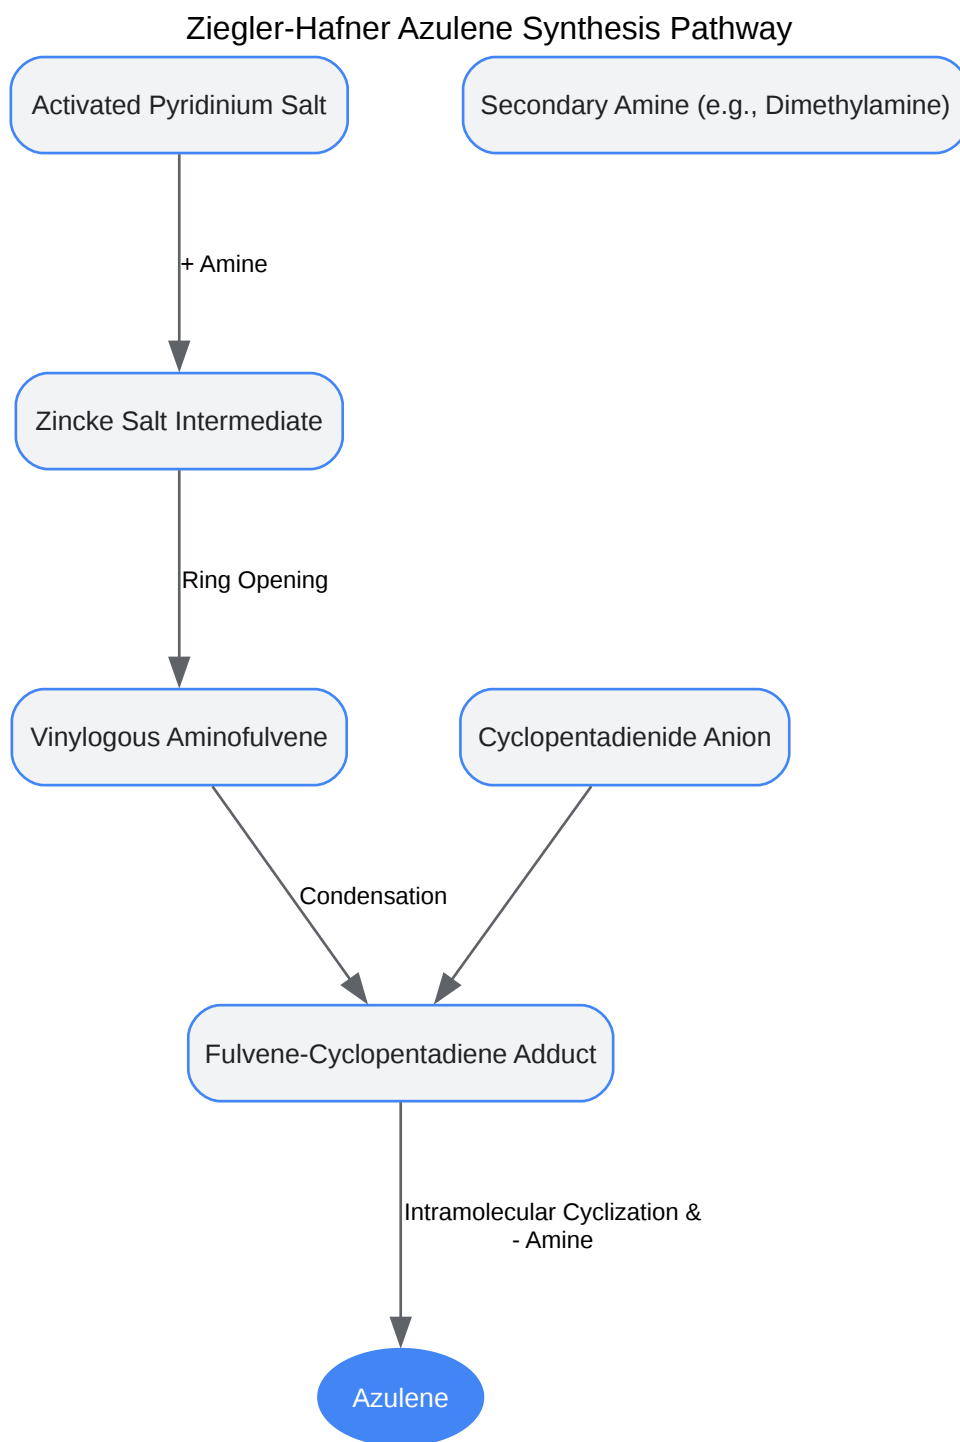 Ziegler-Hafner Azulene Synthesis Pathway
Activated Pyridinium Salt
Secondary Amine (e.g., Dimethylamine)
+ Amine
Zincke Salt Intermediate
Ring Opening
Vinylogous Aminofulvene
Cyclopentadienide Anion
Condensation
Fulvene-Cyclopentadiene Adduct
Intramolecular Cyclization &
- Amine
Azulene